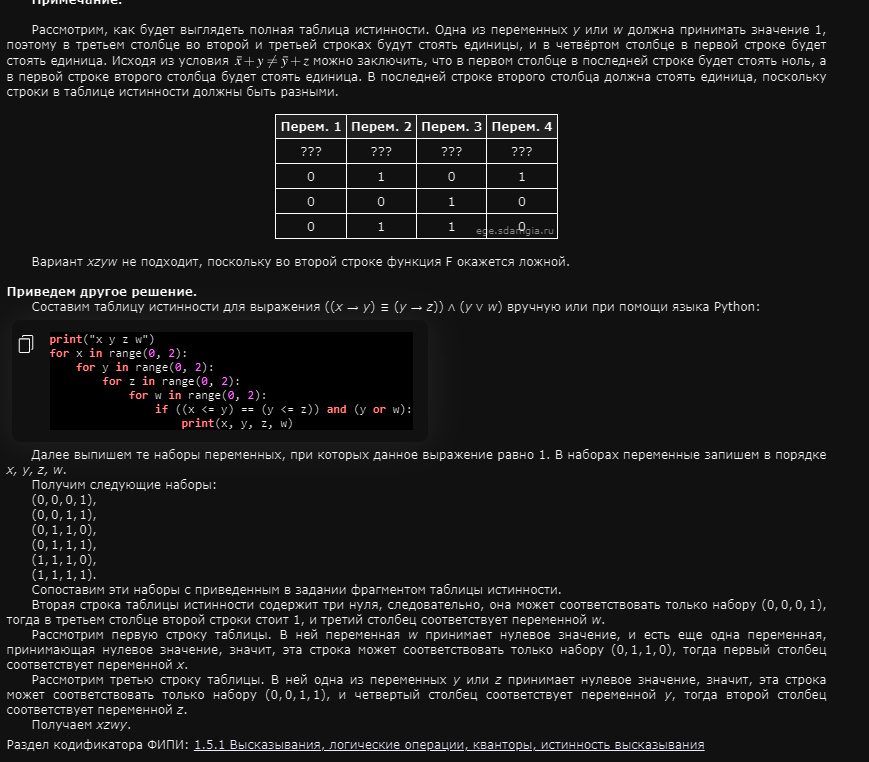 Примечание.
Рассмотрим, как будет выглядеть полная таблица истинности. Одна из переменных y или w должна принимать значение 1,
поэтому в третьем столбце во второй и третьей строках будут стоять единицы, и в четвёртом столбце в первой строке будет
стоять единица. Исходя из условия x̄ + y ≠ ȳ + z можно заключить, что в первом столбце в последней строке будет стоять ноль, а
в первой строке второго столбца будет стоять единица. В последней строке второго столбца должна стоять единица, поскольку
строки в таблице истинности должны быть разными.
Перем. 1 Перем. 2 Перем. 3 Перем. 4
??? ??? ??? ???
0 1 0 1
0 0 1 0
0 1 1 0
ege.sdamgia.ru
Вариант xzyw не подходит, поскольку во второй строке функция F окажется ложной.
Приведем другое решение.
Составим таблицу истинности для выражения ((x → y) ≡ (y → z)) ∧ (y ∨ w) вручную или при помощи языка Python:
print("x y z w")
for x in range(0, 2):
for y in range(0, 2):
for z in range(0, 2):
for w in range(0, 2):
if ((x <= y) == (y <= z)) and (y or w):
print(x, y, z, w)
Далее выпишем те наборы переменных, при которых данное выражение равно 1. В наборах переменные запишем в порядке
x, y, z, w.
Получим следующие наборы:
(0, 0, 0, 1),
(0, 0, 1, 1),
(0, 1, 1, 0),
(0, 1, 1, 1),
(1, 1, 1, 0),
(1, 1, 1, 1).
Сопоставим эти наборы с приведенным в задании фрагментом таблицы истинности.
Вторая строка таблицы истинности содержит три нуля, следовательно, она может соответствовать только набору (0, 0, 0, 1),
тогда в третьем столбце второй строки стоит 1, и третий столбец соответствует переменной w.
Рассмотрим первую строку таблицы. В ней переменная w принимает нулевое значение, и есть еще одна переменная,
принимающая нулевое значение, значит, эта строка может соответствовать только набору (0, 1, 1, 0), тогда первый столбец
соответствует переменной x.
Рассмотрим третью строку таблицы. В ней одна из переменных y или z принимает нулевое значение, значит, эта строка
может соответствовать только набору (0, 0, 1, 1), и четвертый столбец соответствует переменной y, тогда второй столбец
соответствует переменной z.
Получаем xzwy.
Раздел кодификатора ФИПИ: 1.5.1 Высказывания, логические операции, кванторы, истинность высказывания